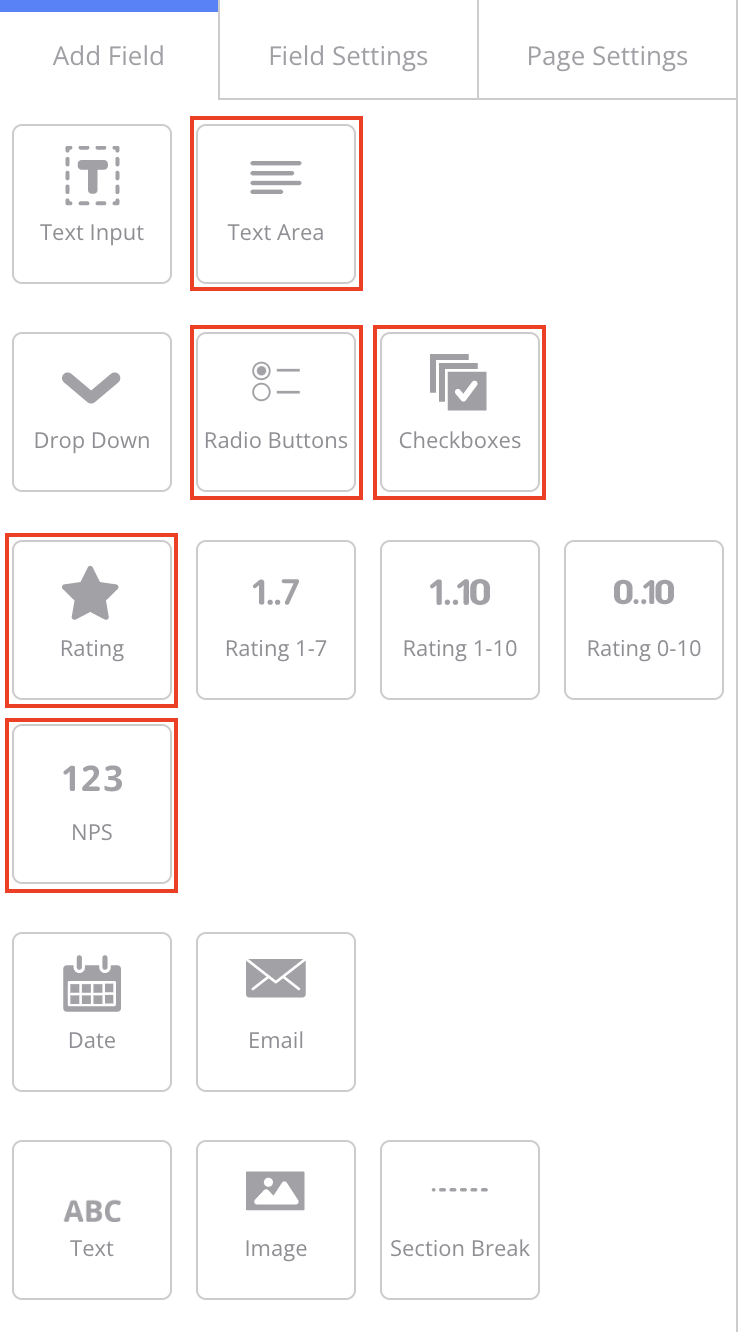 Add Field Field Settings Page Settings
T
Text Input Text Area
Drop Down Radio Buttons Checkboxes
1..7 1..10 0..10
Rating Rating 1-7 Rating 1-10 Rating 0-10
123
NPS
Date Email
ABC
Text Image Section Break